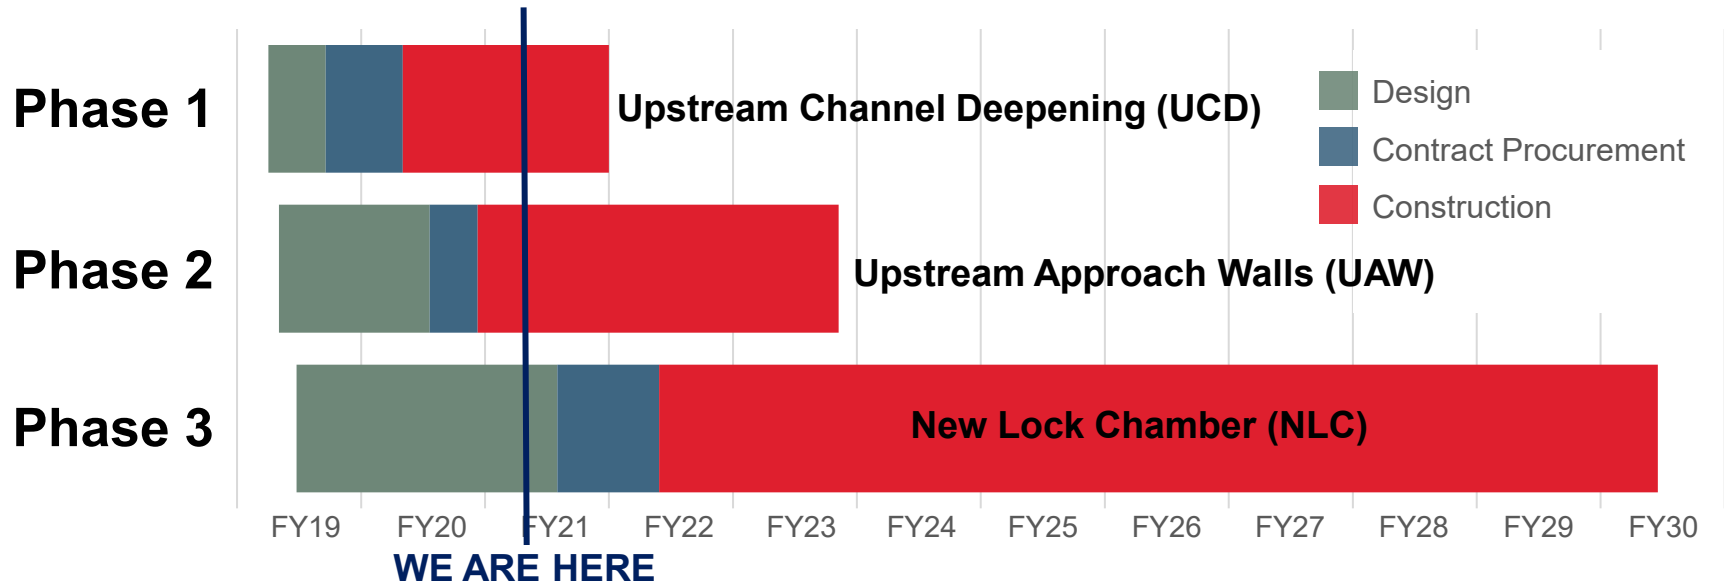 Phase 1
Upstream Channel Deepening (UCD)
Design
Contract Procurement
Construction
Phase 2
Upstream Approach Walls (UAW)
Phase 3
New Lock Chamber (NLC)
FY19 FY20 FY21 FY22 FY23 FY24 FY25 FY26 FY27 FY28 FY29 FY30
WE ARE HERE